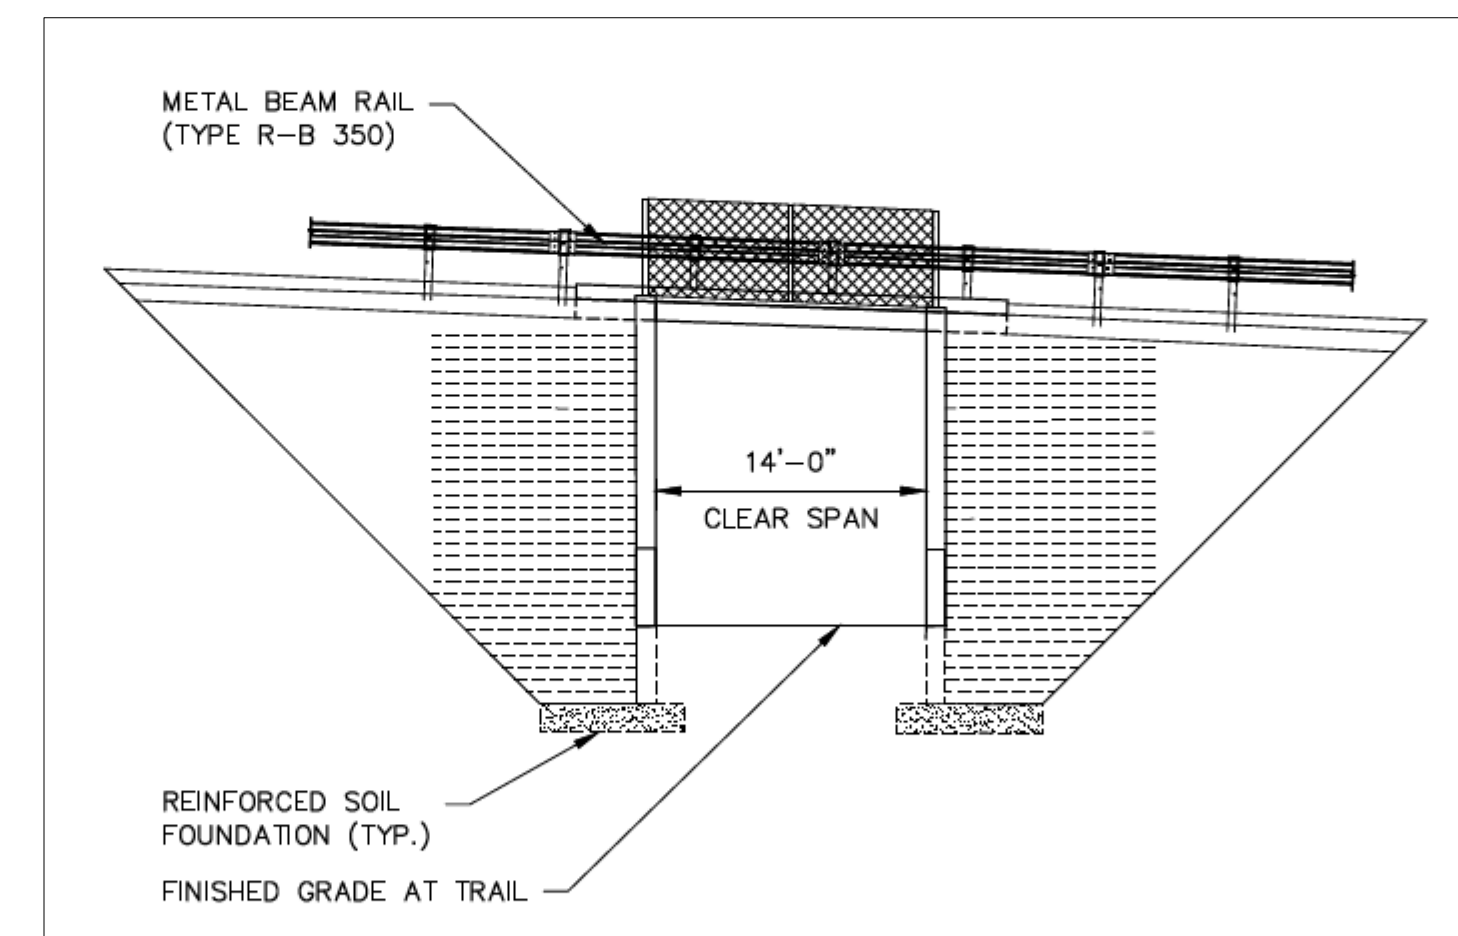 METAL BEAM RAIL
(TYPE R-B 350)
14'-0"
CLEAR SPAN
REINFORCED SOIL
FOUNDATION (TYP.)
FINISHED GRADE AT TRAIL